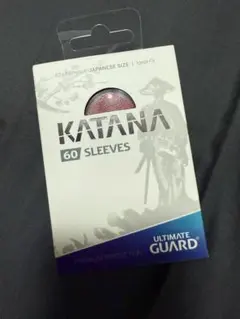 JAPANESE SIZE
KATANA
60 SLEEVES
ULTIMATE
GUARD